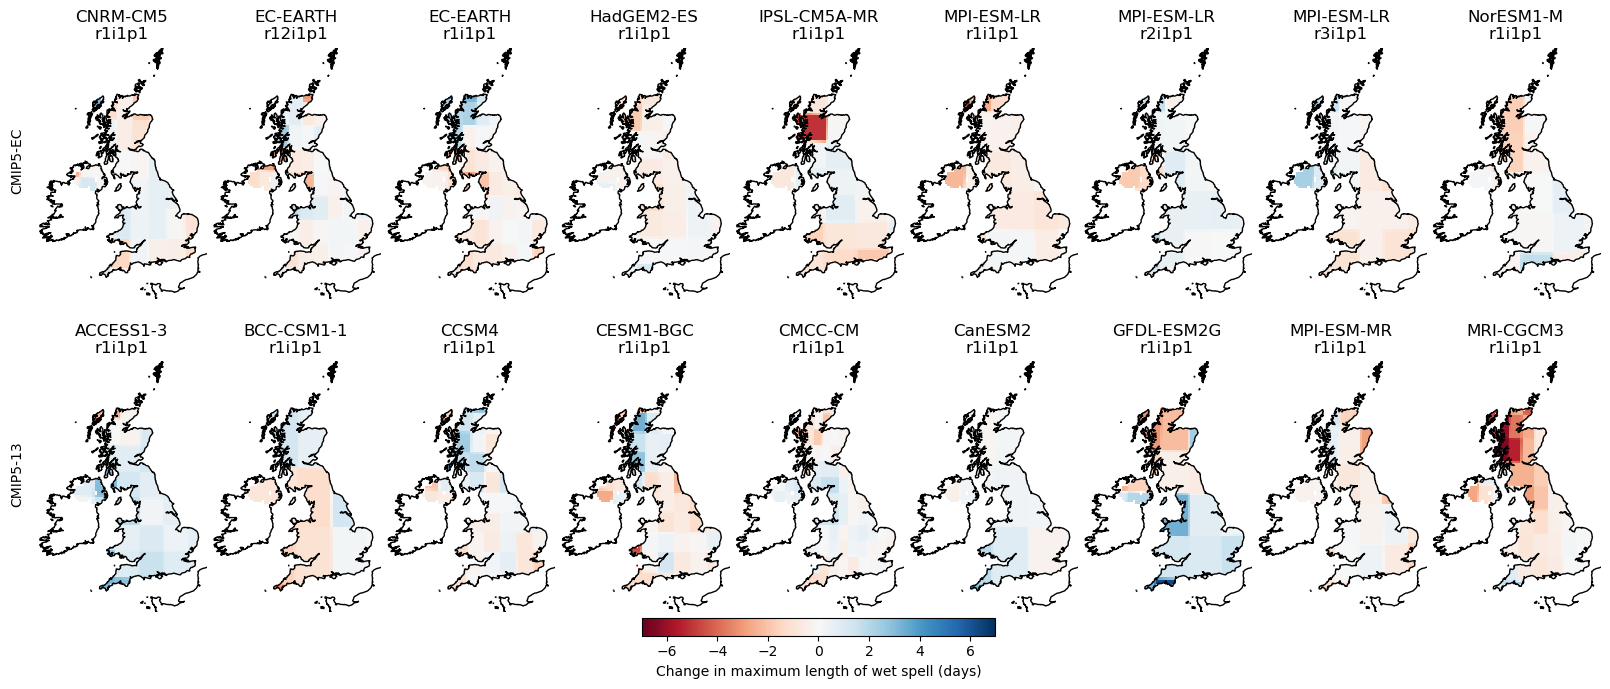 CNRM-CM5 EC-EARTH EC-EARTH HadGEM2-ES IPSL-CM5A-MR MPI-ESM-LR MPI-ESM-LR MPI-ESM-LR NorESM1-M
r1i1p1 r12i1p1 r1i1p1 r1i1p1 r1i1p1 r1i1p1 r2i1p1 r3i1p1 r1i1p1
CMIP5-EC
ACCESS1-3 BCC-CSM1-1 CCSM4 CESM1-BGC CMCC-CM CanESM2 GFDL-ESM2G MPI-ESM-MR MRI-CGCM3
r1i1p1 r1i1p1 r1i1p1 r1i1p1 r1i1p1 r1i1p1 r1i1p1 r1i1p1 r1i1p1
CMIP5-13
−6 −4 −2 0 2 4 6
Change in maximum length of wet spell (days)